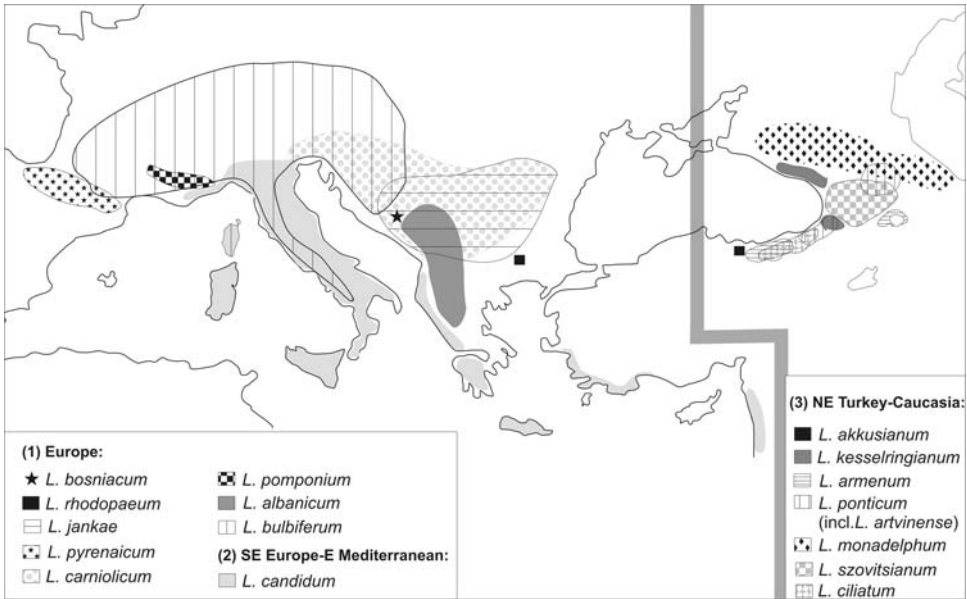 (1) Europe:
L. bosniacum
L. rhodopaeum
L. jankae
L. pyrenaicum
L. carniolicum
L. pomponium
L. albanicum
L. bulbiferum
(2) SE Europe-E Mediterranean:
L. candidum
(3) NE Turkey-Caucasia:
L. akkusianum
L. kesselringianum
L. armenum
L. ponticum
(incl.L. artvinense)
L. monadelphum
L. szovitsianum
L. ciliatum